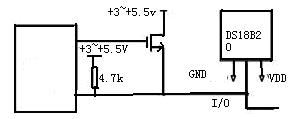 +3~+5.5v
+3~+5.5V
4.7k
DS18B2
0
GND
VDD
I/O